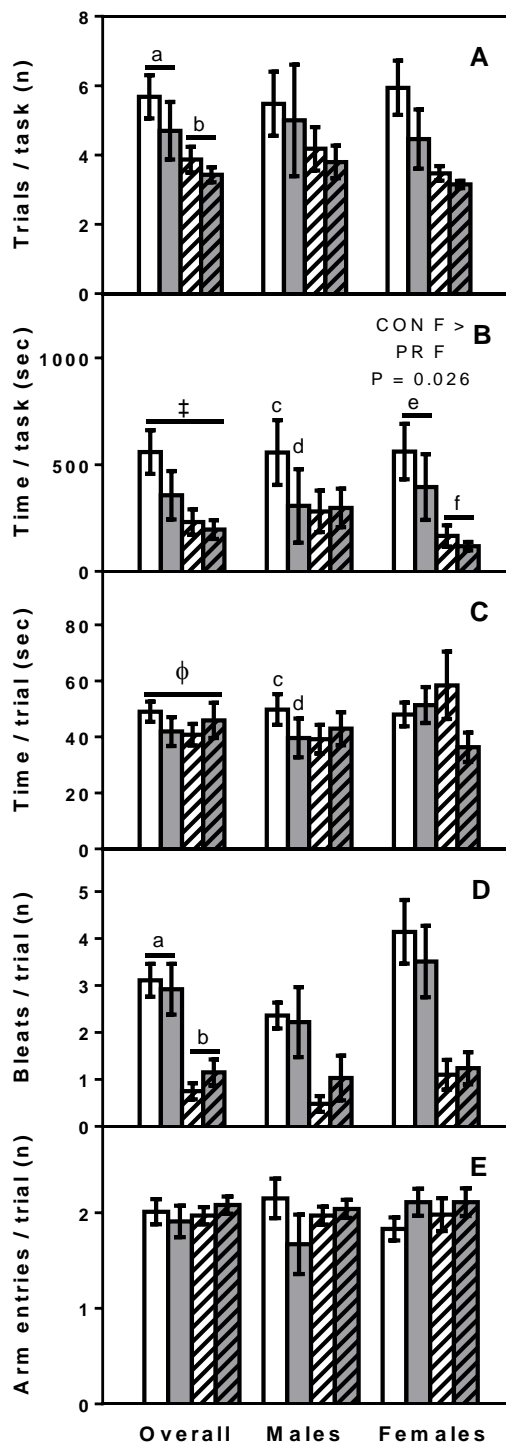 8
A
a
6
b
4
2
0
Trials / task (n)
CON F >
B
PR F
P = 0.026
1000
‡
c
d
e
f
500
0
Time / task (sec)
C
80
ϕ
c
d
60
40
20
0
Time / trial (sec)
D
5
a
4
3
b
2
1
0
Bleats / trial (n)
E
2
1
0
Arm entries / trial (n)
Overall Males Females